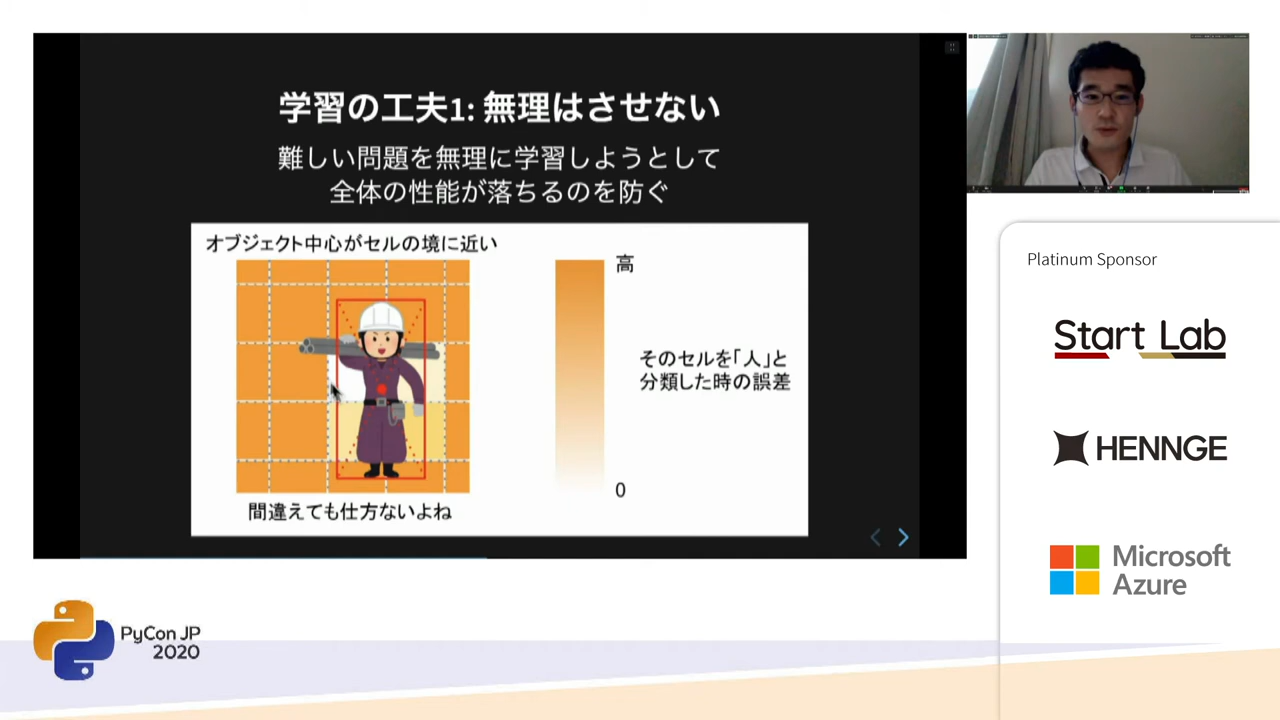 学習の工夫1: 無理はさせない
難しい問題を無理に学習しようとして
全体の性能が落ちるのを防ぐ
オブジェクト中心がセルの境に近い
高
そのセルを「人」と
分類した時の誤差
0
間違えても仕方ないよね
Platinum Sponsor
Start Lab
HENNGE
Microsoft
Azure
PyCon JP
2020